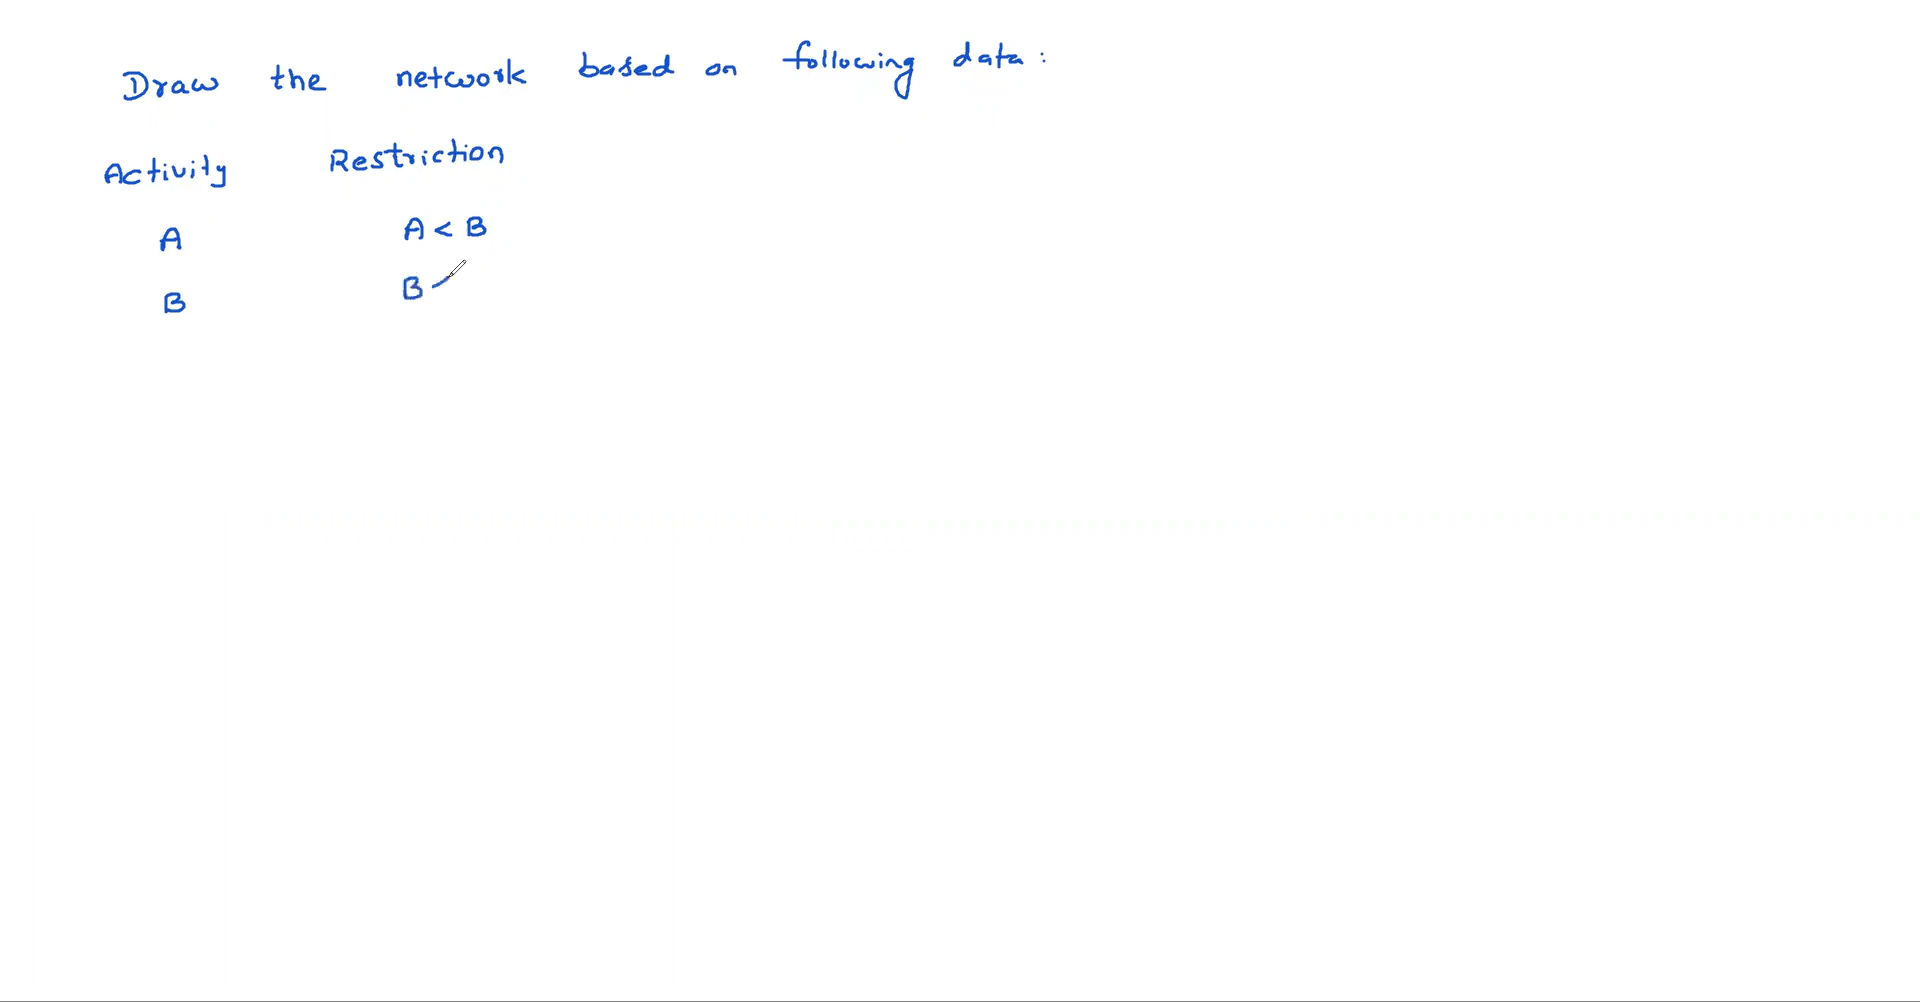 Draw the network based on following data:
Activity Restriction
A A < B
B B